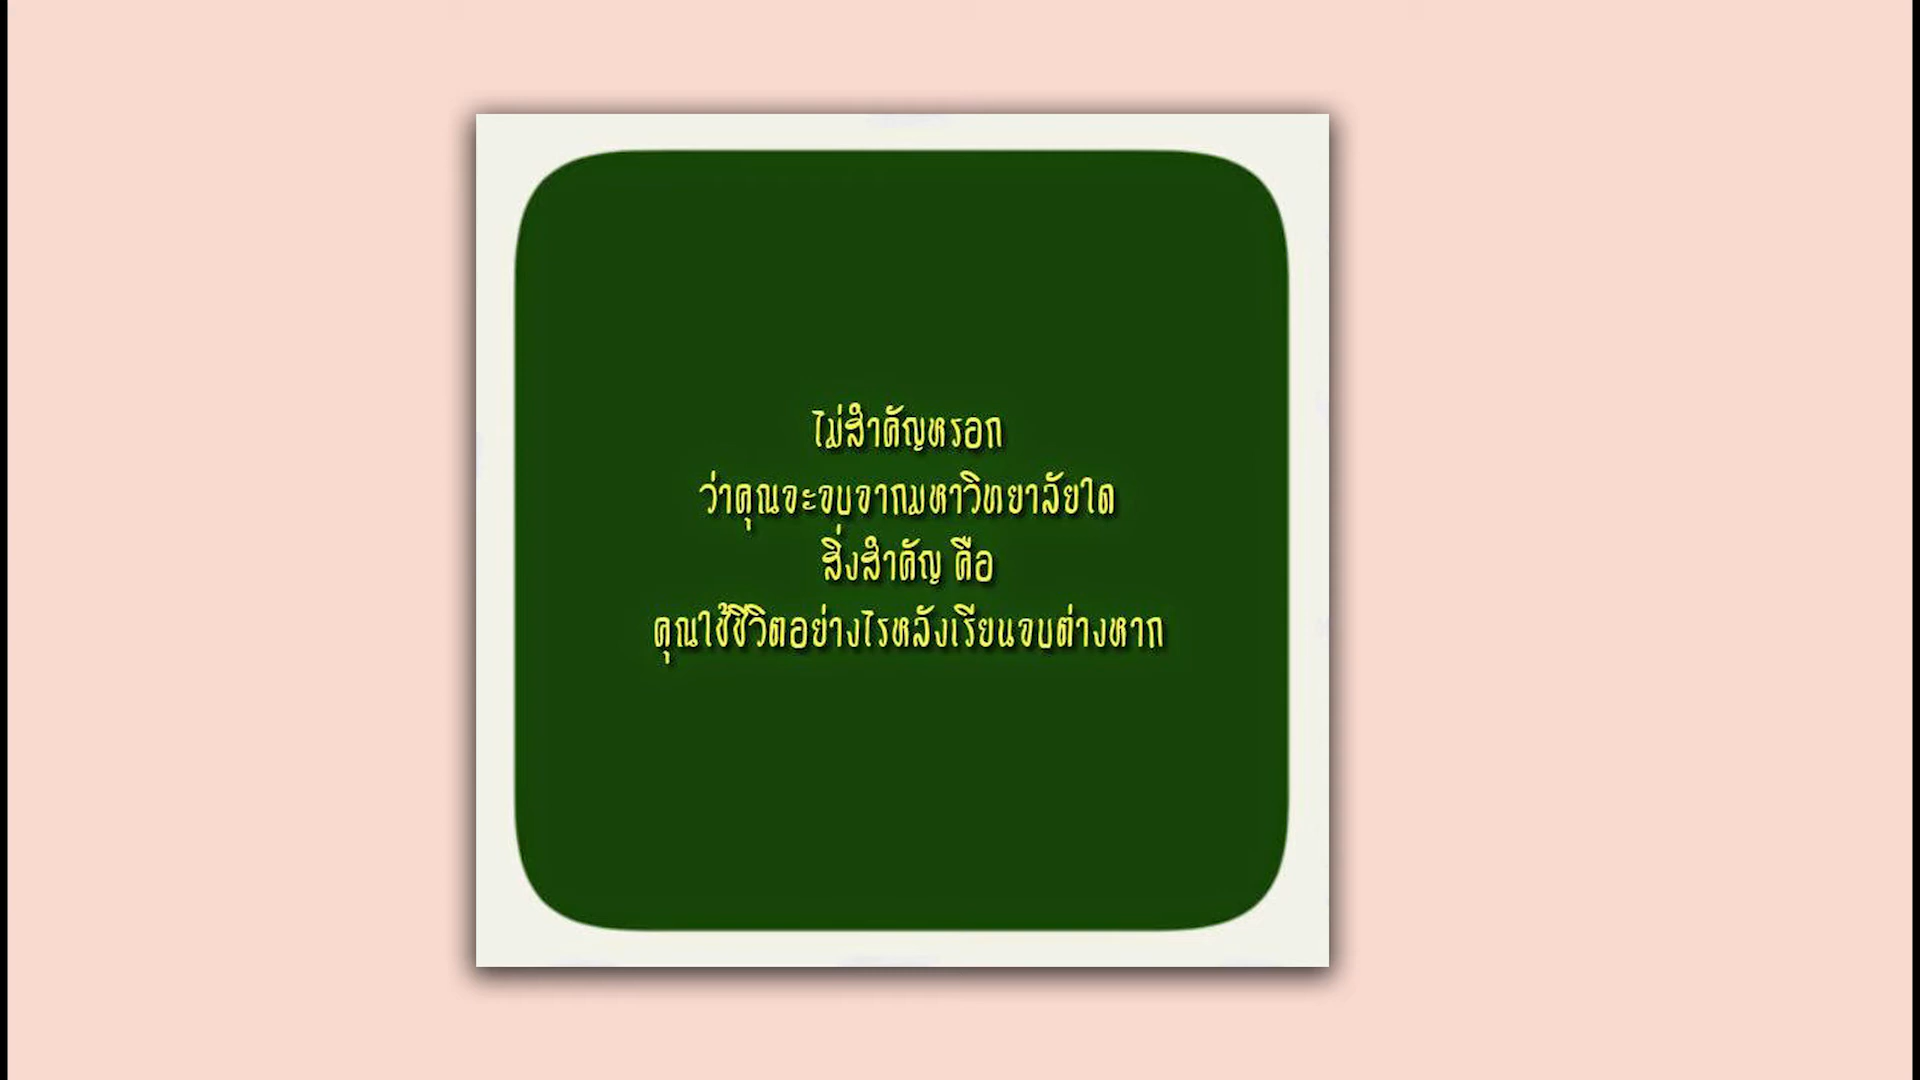 ไม่สำคัญหรอก
ว่าคุณจะจบจากมหาวิทยาลัยใด
สิ่งสำคัญ คือ
คุณใช้ชีวิตอย่างไรหลังเรียนจบต่างหาก